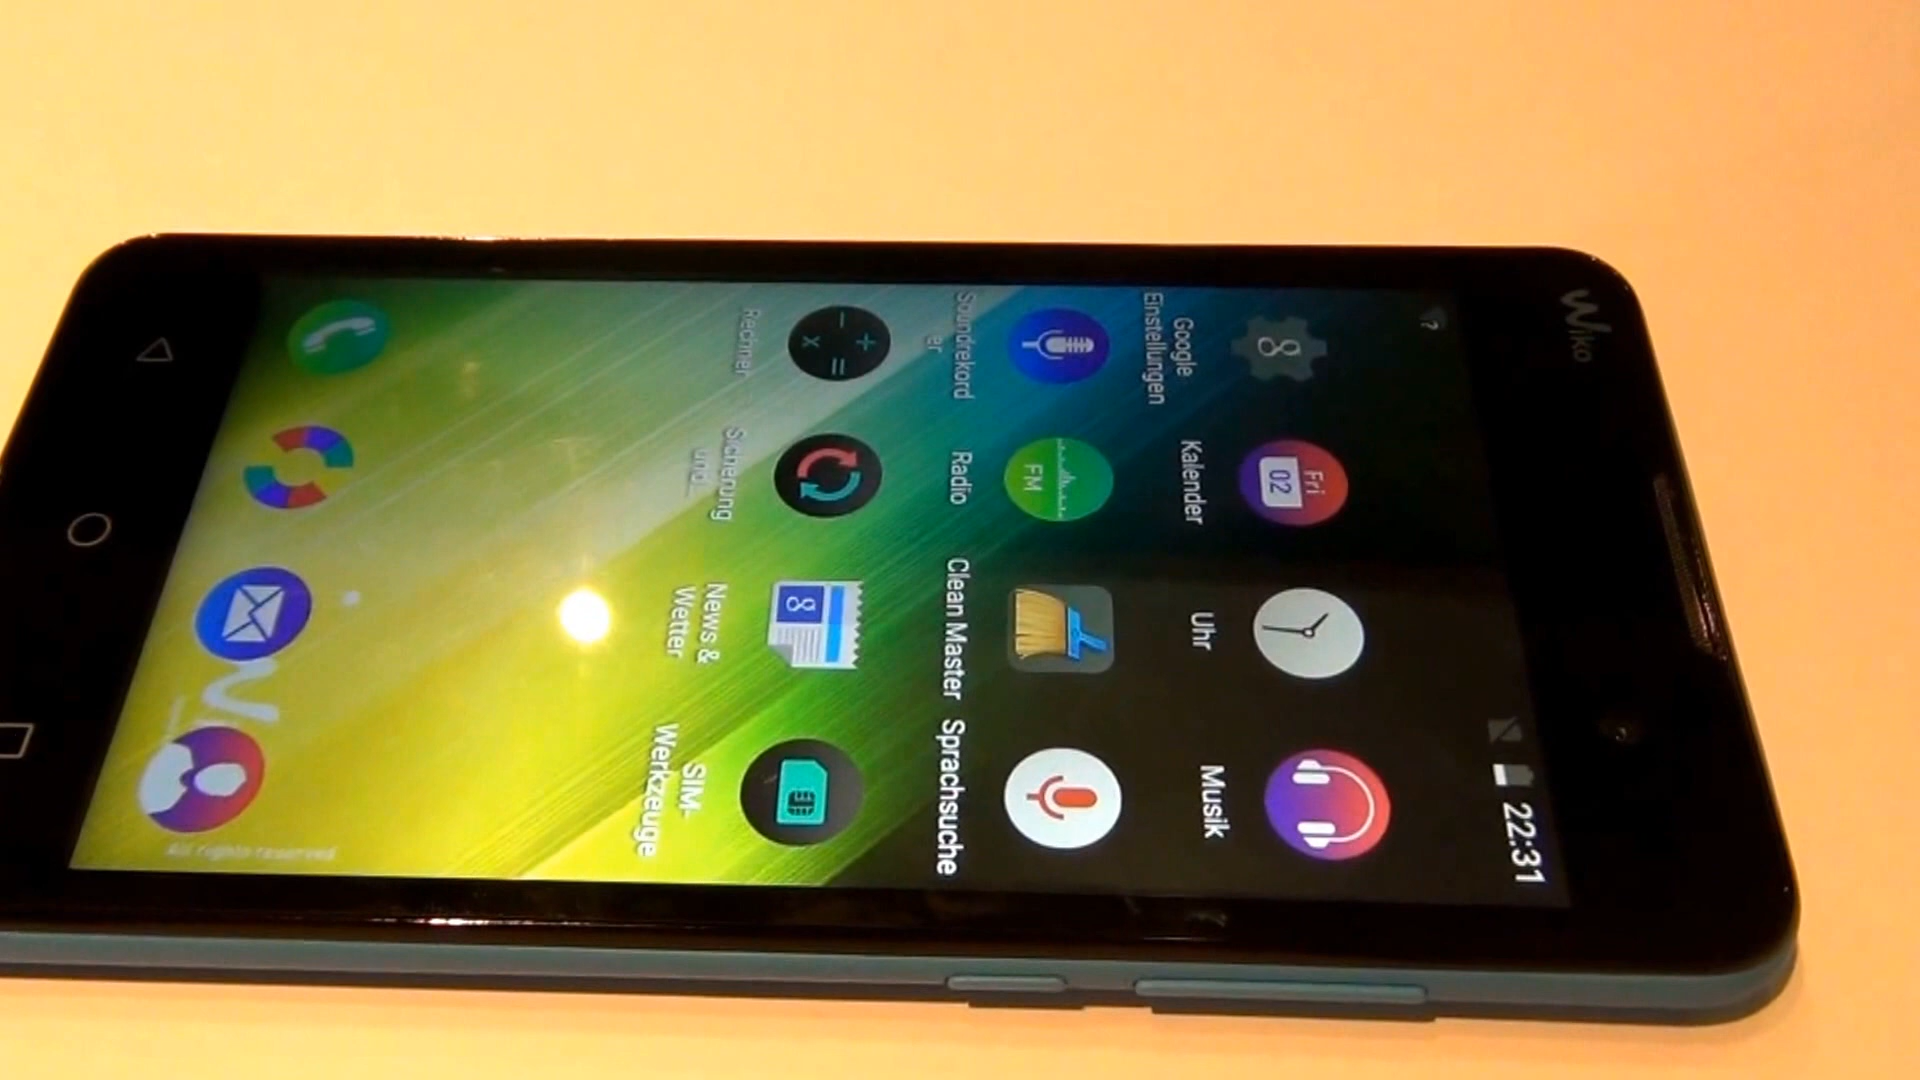 Wiko
22:31
Google
Einstellungen
Kalender
Uhr
Musik
Fri
02
Soundrekord
er
Radio
Clean Master
Sprachsuche
FM
Rechner
Sicherung
und...
News &
Wetter
SIM-
Werkzeuge
All rights reserved